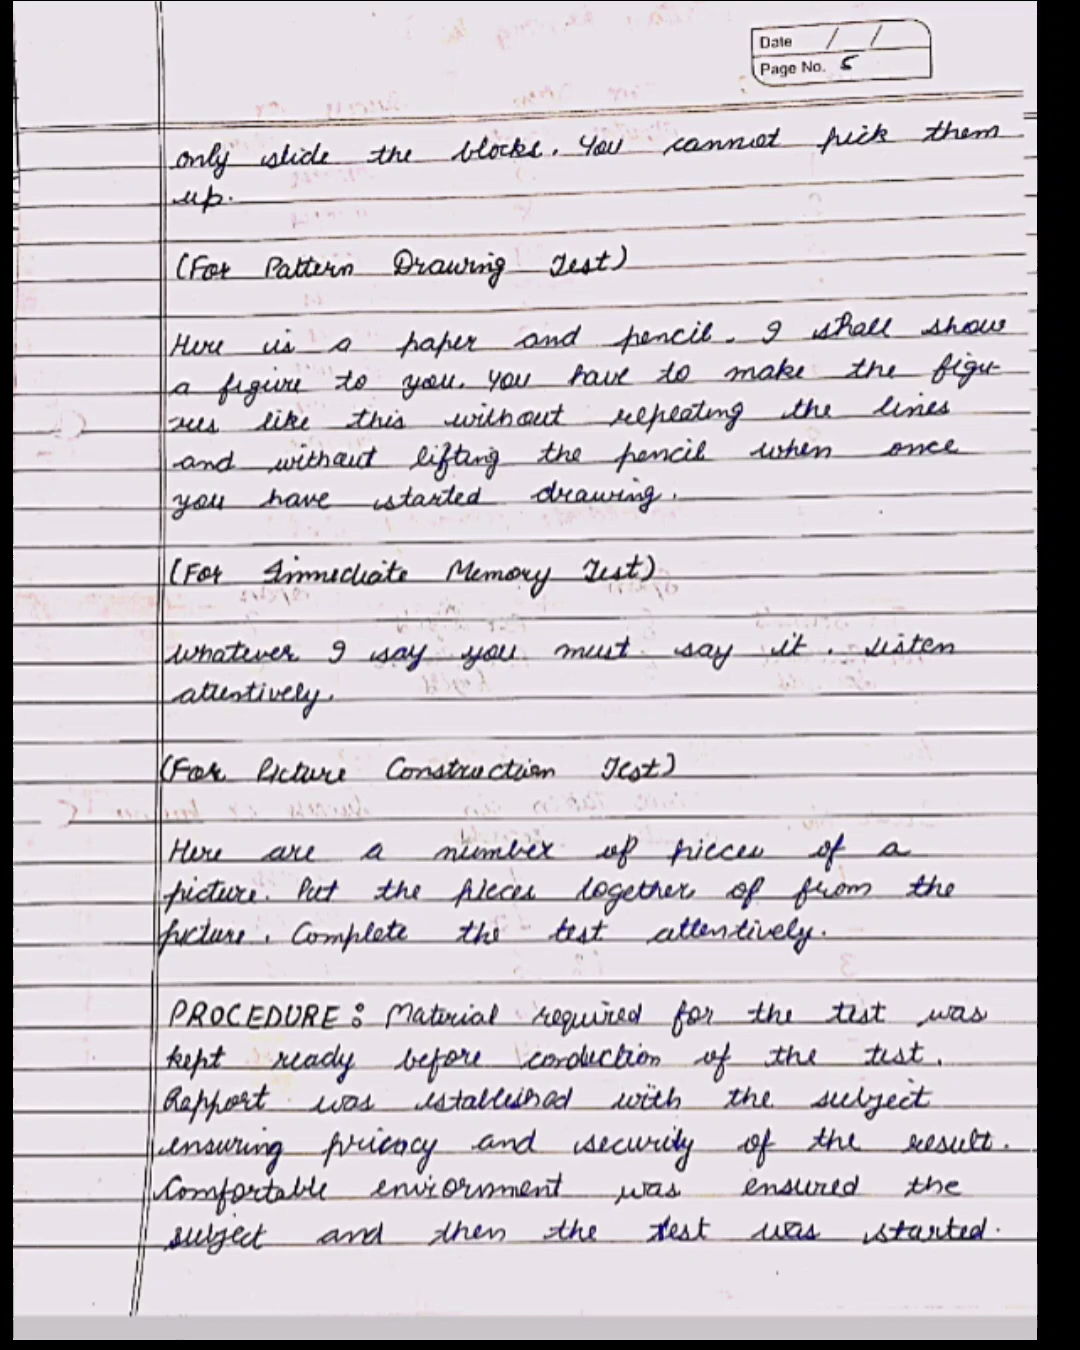 Date / /
Page No. 5
only slide the blocks. You cannot pick them
up.
(For Pattern Drawing Test)
Here is a paper and pencil. I shall show
a figure to you. You have to make the figu-
res like this without repeating the lines
and without lifting the pencil when once
you have started drawing.
(For Immediate Memory Test)
whatever I say you must say it. Listen
attentively.
(For Picture Construction Test)
Here are a number of pieces of a
picture. Put the pieces together of from the
picture. Complete the test attentively.
PROCEDURE: Material required for the test was
kept ready before conduction of the test.
Rapport was established with the subject
ensuring privacy and security of the result.
Comfortable enviornment was ensured the
subject and then the test was started.